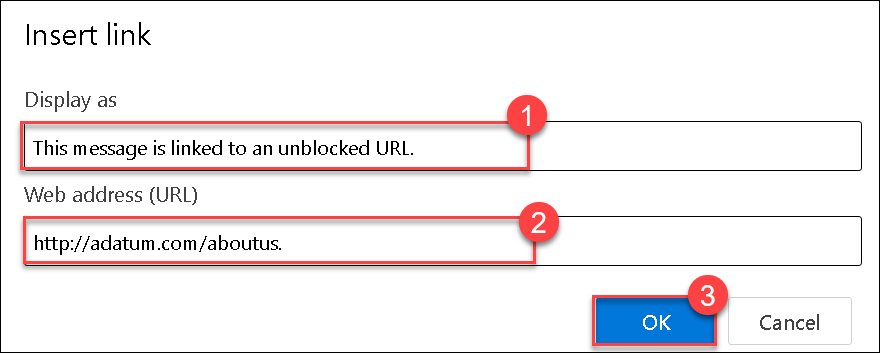 Insert link
Display as
1
This message is linked to an unblocked URL.
Web address (URL)
2
http://adatum.com/aboutus.
3
OK
Cancel